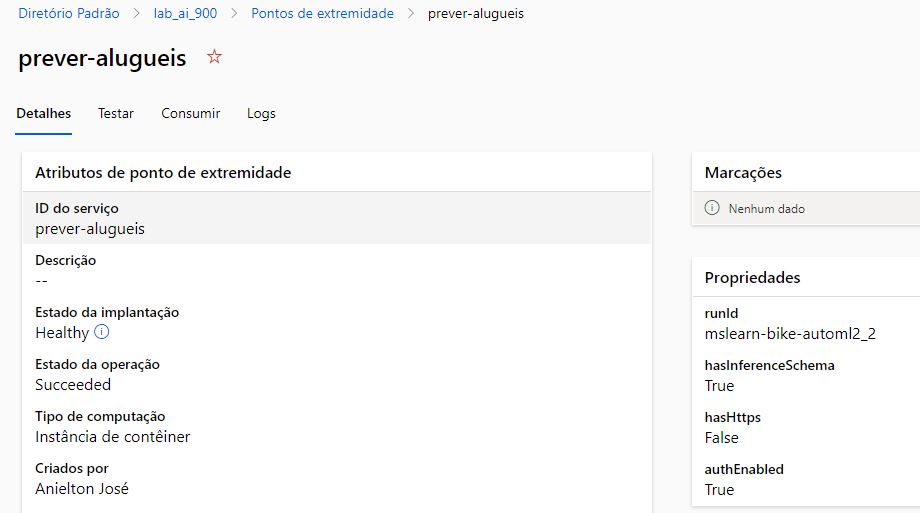 Diretório Padrão > lab_ai_900 > Pontos de extremidade > prever-alugueis
prever-alugueis
Detalhes Testar Consumir Logs
Atributos de ponto de extremidade
ID do serviço
prever-alugueis
Descrição
--
Estado da implantação
Healthy
Estado da operação
Succeeded
Tipo de computação
Instância de contêiner
Criados por
Anielton José
Marcações
Nenhum dado
Propriedades
runId
mslearn-bike-automl2_2
hasInferenceSchema
True
hasHttps
False
authEnabled
True